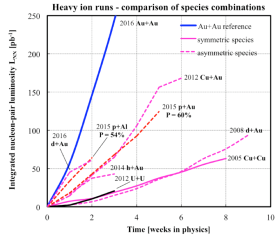 Heavy ion runs - comparison of species combinations
Integrated nucleon-pair luminosity L_NN [pb⁻¹]
250
200
150
100
50
0
2016 Au+Au
Au+Au reference
symmetric species
asymmetric species
2012 Cu+Au
2015 p+Au
P = 60%
2015 p+Al
P = 54%
2016
d+Au
2008 d+Au
2005 Cu+Cu
2014 h+Au
2012 U+U
0 2 4 6 8 10
Time [weeks in physics]